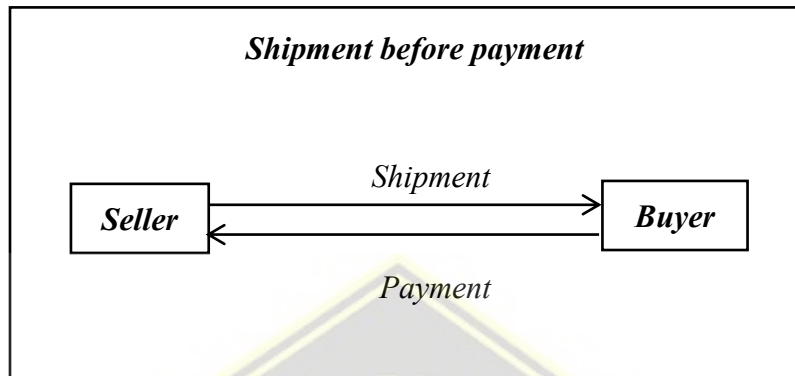 Shipment before payment
Shipment
Seller
Buyer
Payment